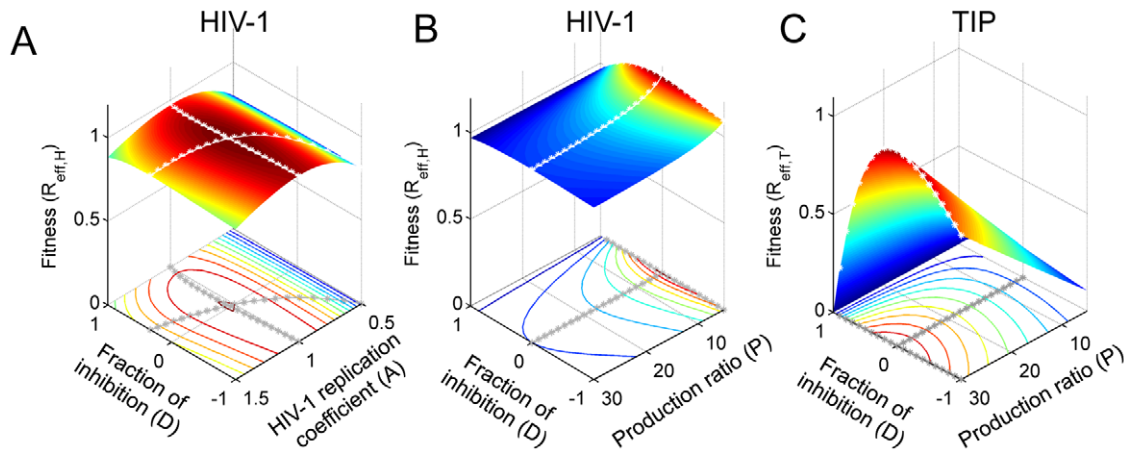 A
HIV-1
Fitness (R_eff,H)
1
0.5
0
1
0
-1
Fraction of
inhibition (D)
1.5
1
0.5
HIV-1 replication
coefficient (A)
B
HIV-1
Fitness (R_eff,H)
1
0.5
0
1
0
-1
Fraction of
inhibition (D)
30
20
10
Production ratio (P)
C
TIP
Fitness (R_eff,T)
1
0.5
0
1
0
-1
Fraction of
inhibition (D)
30
20
10
Production ratio (P)